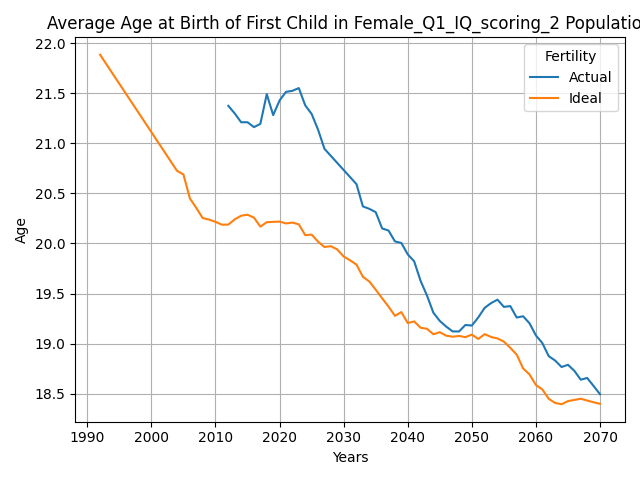 Average Age at Birth of First Child in Female_Q1_IQ_scoring_2 Populatio
Fertility
Actual
Ideal
22.0
21.5
21.0
20.5
20.0
19.5
19.0
18.5
Age
1990 2000 2010 2020 2030 2040 2050 2060 2070
Years